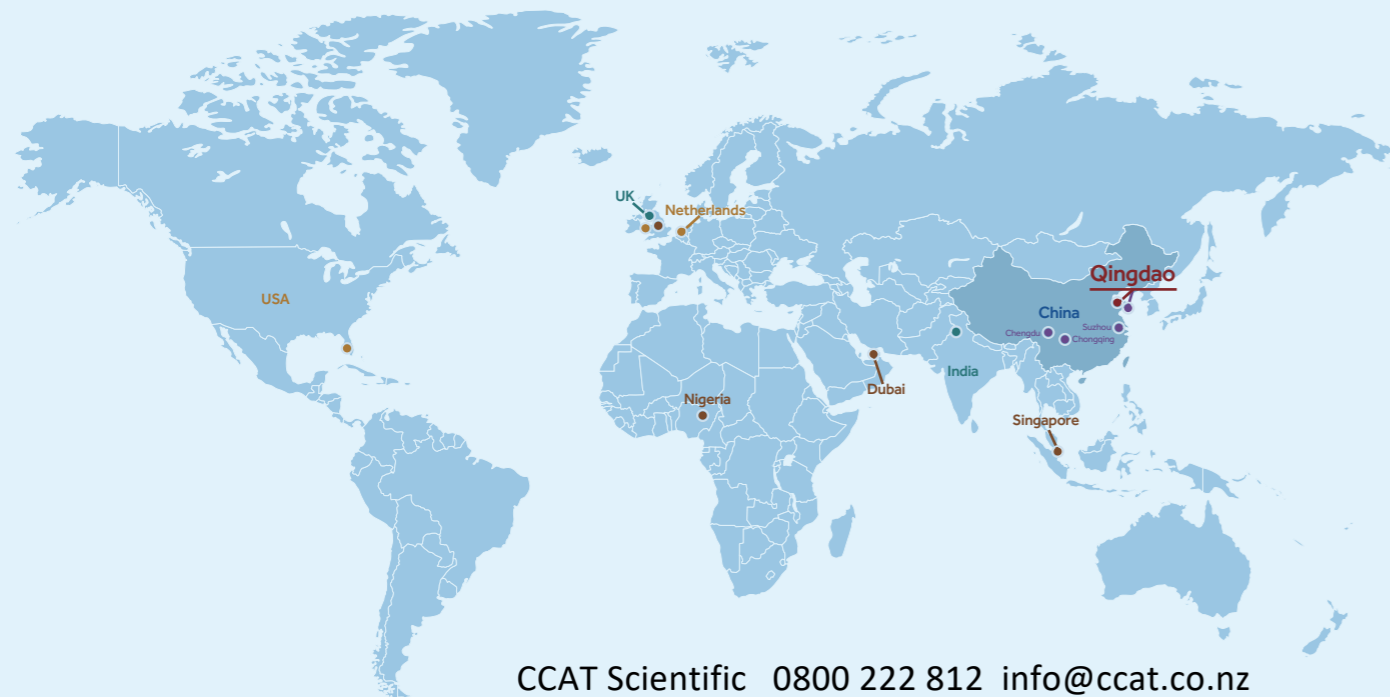 UK
Netherlands
Qingdao
USA
China
Suzhou
Chengdu
Chongqing
India
Dubai
Nigeria
Singapore
CCAT Scientific 0800 222 812 info@ccat.co.nz